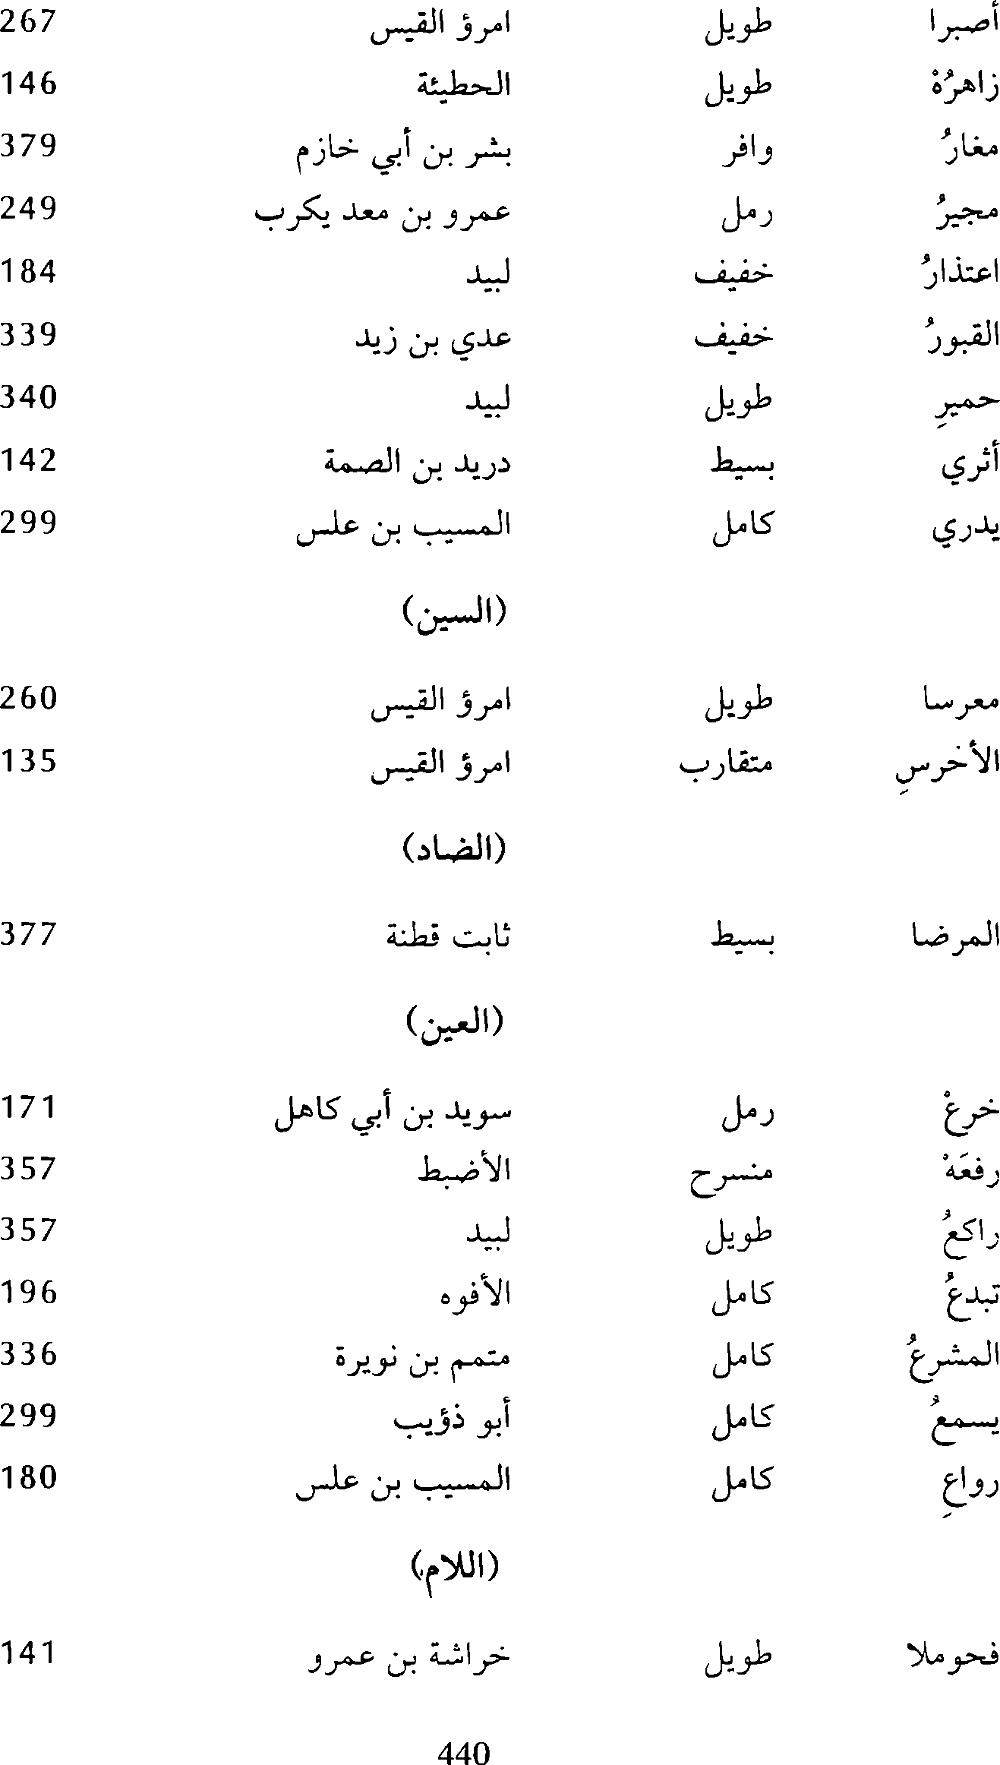 أصبرا طويل امرؤ القيس 267
زاهرُهْ طويل الحطيئة 146
مغارُ وافر بشر بن أبي خازم 379
مجيرُ رمل عمرو بن معد يكرب 249
اعتذارُ خفيف لبيد 184
القبورُ خفيف عدي بن زيد 339
حميرِ طويل لبيد 340
أثري بسيط دريد بن الصمة 142
يدري كامل المسيب بن علس 299
(السين)
معرسا طويل امرؤ القيس 260
الأخرسِ متقارب امرؤ القيس 135
(الضاد)
المرضا بسيط ثابت قطنة 377
(العين)
خرعْ رمل سويد بن أبي كاهل 171
رفعَهْ منسرح الأضبط 357
راكعُ طويل لبيد 357
تبدعُ كامل الأفوه 196
المشرعُ كامل متمم بن نويرة 336
يسمعُ كامل أبو ذؤيب 299
رواعِ كامل المسيب بن علس 180
(اللام)
فحوملا طويل خراشة بن عمرو 141
440